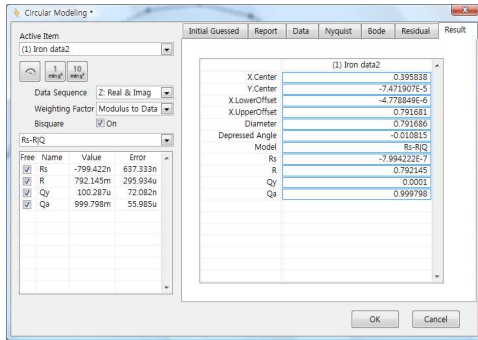 Circular Modeling *
Active Item
(1) Iron data2
1 min χ²
10 min χ²
Data Sequence Z: Real & Imag
Weighting Factor Modulus to Data
Bisquare On
Rs-R|Q
Free Name Value Error
Rs -799.422n 637.333n
R 792.145m 295.934u
Qy 100.287u 72.082n
Qa 999.798m 55.985u
Initial Guessed Report Data Nyquist Bode Residual Result
(1) Iron data2
X.Center 0.395838
Y.Center -7.471907E-5
X.LowerOffset -4.778849E-6
X.UpperOffset 0.791681
Diameter 0.791686
Depressed Angle -0.010815
Model Rs-R|Q
Rs -7.994222E-7
R 0.792145
Qy 0.0001
Qa 0.999798
OK Cancel